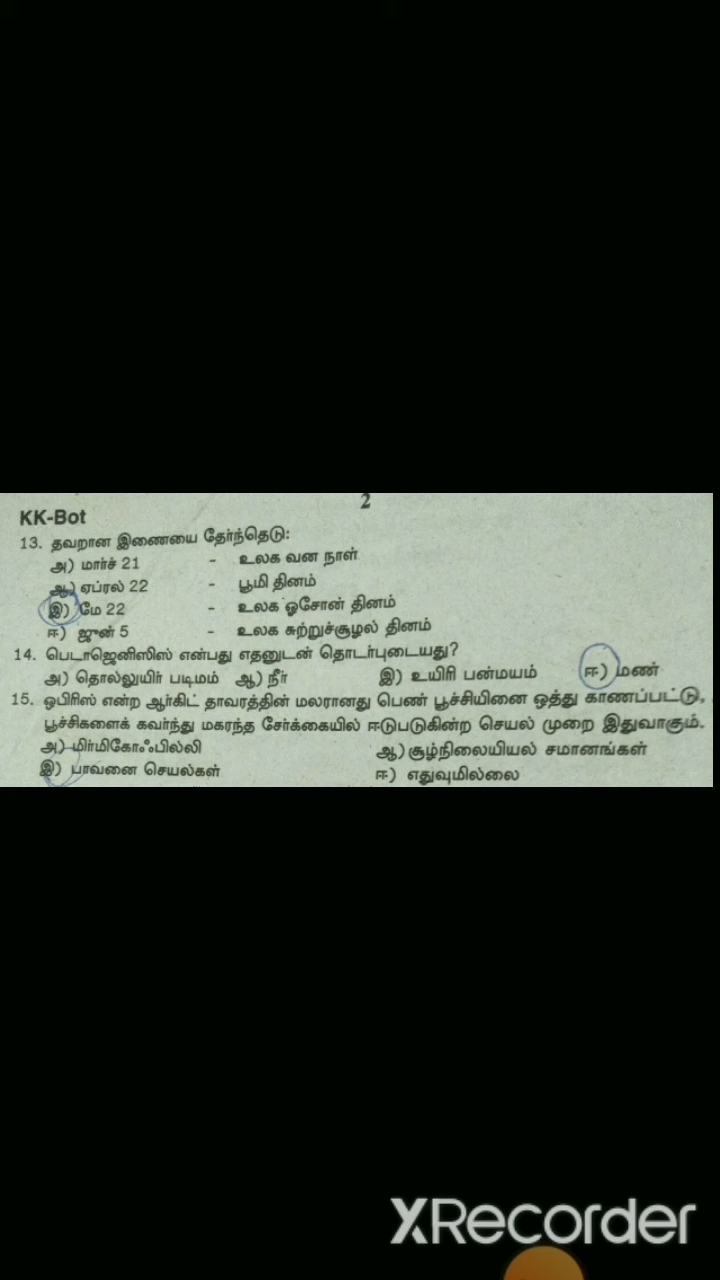 2
KK-Bot
13. தவறான இணையை தேர்ந்தெடு:
அ) மார்ச் 21 - உலக வன நாள்
ஆ) ஏப்ரல் 22 - பூமி தினம்
இ) மே 22 - உலக ஓசோன் தினம்
ஈ) ஜுன் 5 - உலக சுற்றுச்சூழல் தினம்
14. பெடாஜெனிஸிஸ் என்பது எதனுடன் தொடர்புடையது?
அ) தொல்லுயிர் படிமம் ஆ) நீர் இ) உயிரி பன்மயம் ஈ) மண்
15. ஒபிரிஸ் என்ற ஆர்கிட் தாவரத்தின் மலரானது பெண் பூச்சியினை ஒத்து காணப்பட்டு,
பூச்சிகளைக் கவர்ந்து மகரந்த சேர்க்கையில் ஈடுபடுகின்ற செயல் முறை இதுவாகும்.
அ) மிர்மிகோஃபில்லி ஆ) சூழ்நிலையியல் சமானங்கள்
இ) பாவனை செயல்கள் ஈ) எதுவுமில்லை
XRecorder